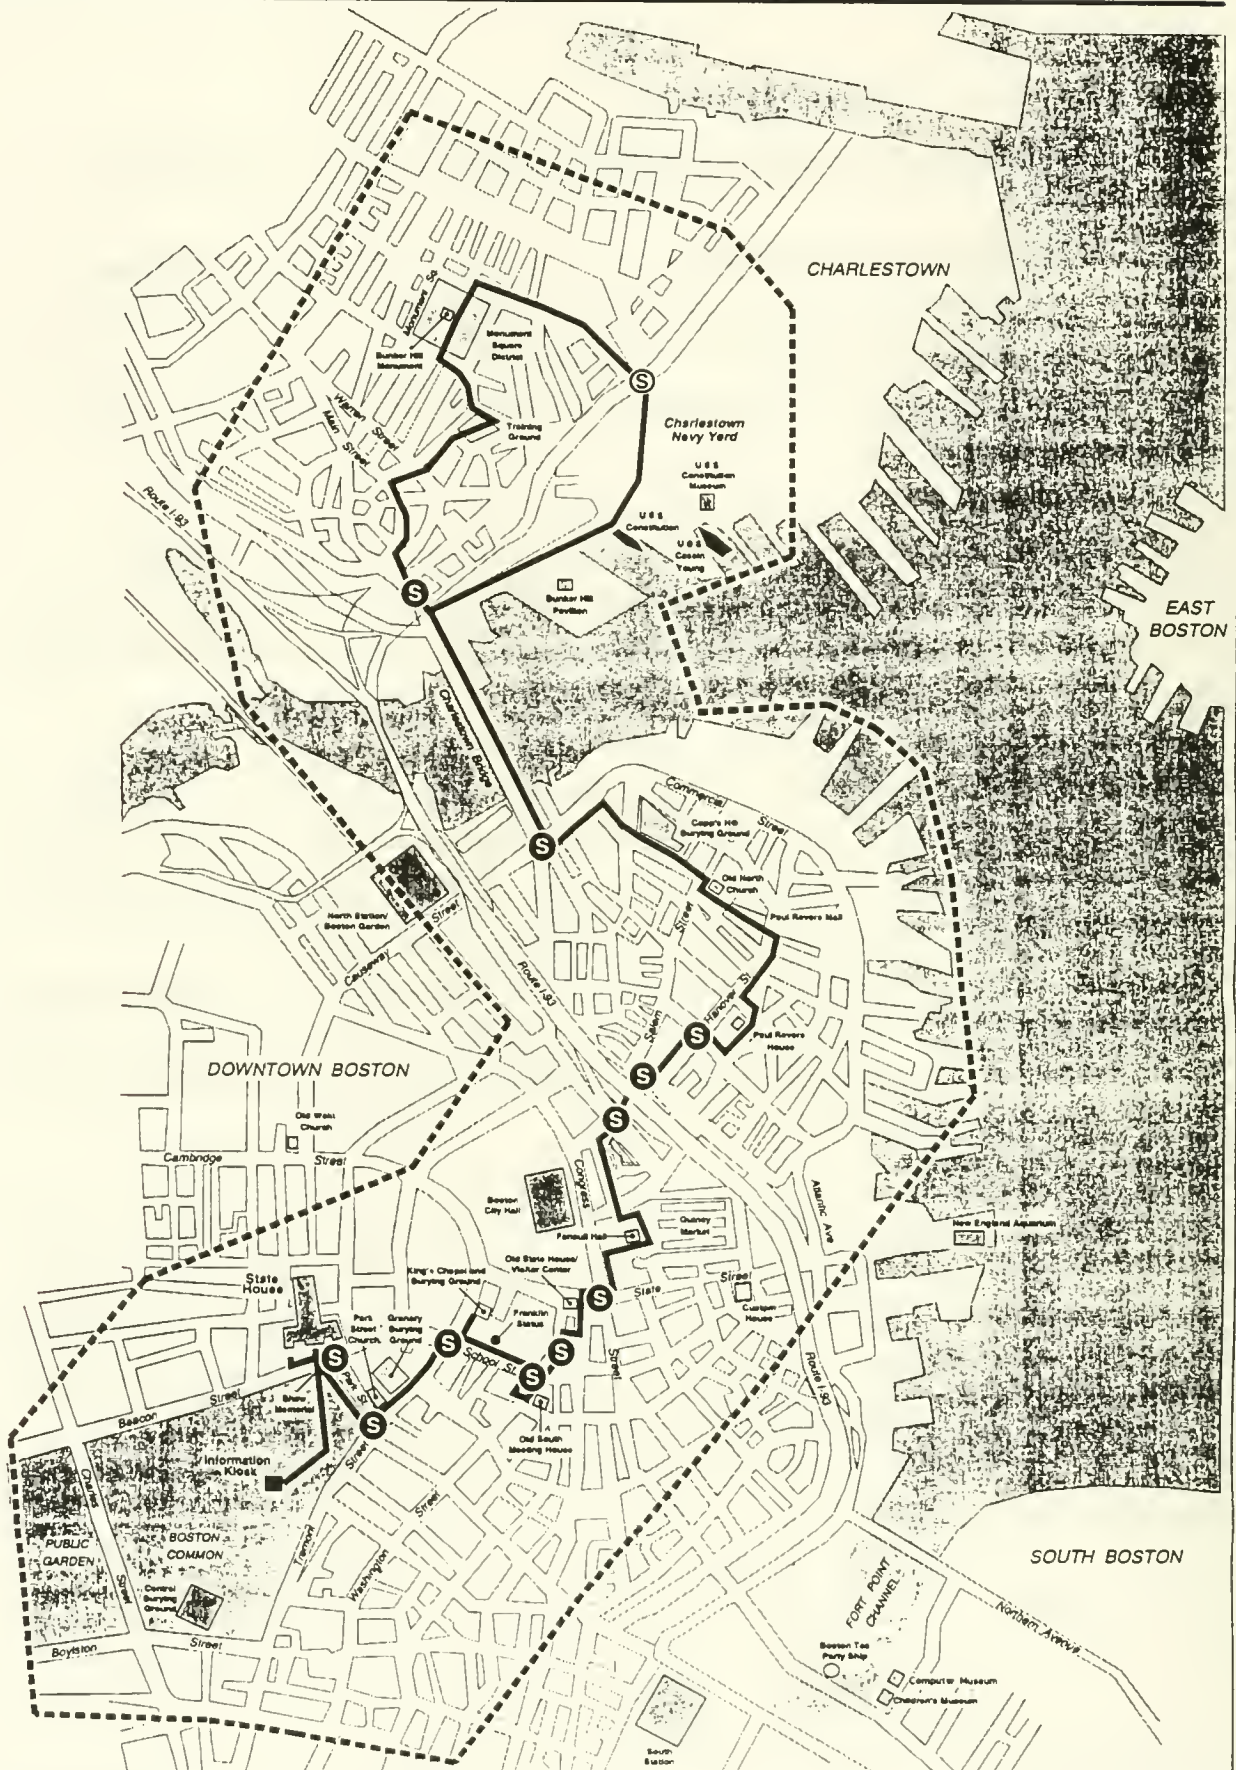 CHARLESTOWN
Monument Sq
Monument
Square
District
Bunker Hill
Monument
S
Warren Street
Main Street
Training
Ground
Charlestown
Navy Yard
USS
Constitution
Museum
Route I-93
USS
Constitution
USS
Cassin
Young
S
Bunker Hill
Pavilion
EAST
BOSTON
Charlestown Bridge
Commercial Street
Copp's Hill
Burying Ground
S
Old North
Church
North Station/
Boston Garden
Causeway Street
Street
Paul Revere Mall
Route I-93
Salem
Hanover St
S
Paul Revere
House
DOWNTOWN BOSTON
S
Old West
Church
S
Cambridge Street
Congress
Boston
City Hall
Atlantic Ave
Quincy
Market
New England Aquarium
Faneuil Hall
Old State House/
Visitor Center
King's Chapel and
Burying Ground
State Street
State
House
S
Custom
House
Park
Street
Church
Granary
Burying
Ground
Franklin
Statue
S
School St
S
S
Street
S
Park St
Route I-93
Beacon Street
Shaw
Memorial
S
Old South
Meeting House
Information
Kiosk
Charles Street
Tremont Street
Washington Street
PUBLIC
GARDEN
BOSTON
COMMON
SOUTH BOSTON
Central
Burying
Ground
FORT POINT
CHANNEL
Northern Avenue
Boylston Street
Boston Tea
Party Ship
Computer Museum
Children's Museum
South
Station